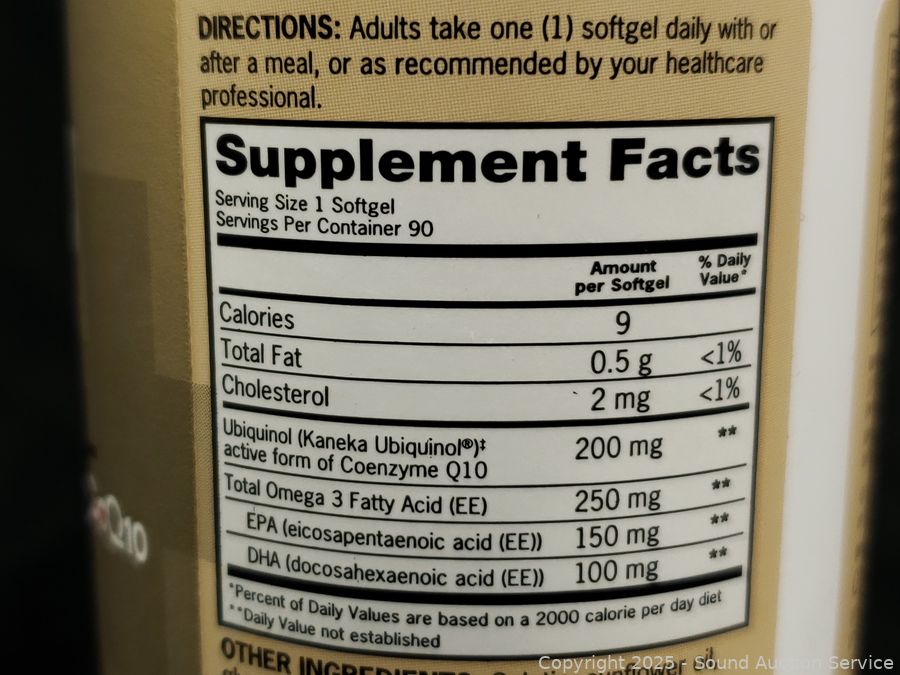 DIRECTIONS: Adults take one (1) softgel daily with or
after a meal, or as recommended by your healthcare
professional.
Supplement Facts
Serving Size 1 Softgel
Servings Per Container 90
Amount per Softgel % Daily Value*
Calories 9
Total Fat 0.5 g <1%
Cholesterol 2 mg <1%
Ubiquinol (Kaneka Ubiquinol®)‡
active form of Coenzyme Q10 200 mg **
Total Omega 3 Fatty Acid (EE) 250 mg **
EPA (eicosapentaenoic acid (EE)) 150 mg **
DHA (docosahexaenoic acid (EE)) 100 mg **
*Percent of Daily Values are based on a 2000 calorie per day diet
**Daily Value not established
OTHER INGREDIENTS: sunflower oil
Q10
Copyright 2025 - Sound Auction Service